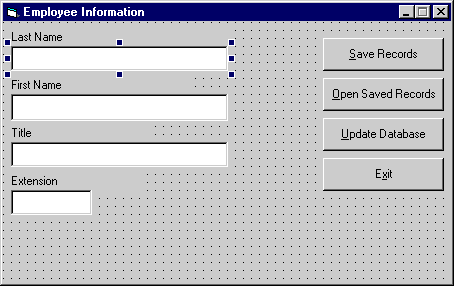 Employee Information
Last Name
First Name
Title
Extension
Save Records
Open Saved Records
Update Database
Exit